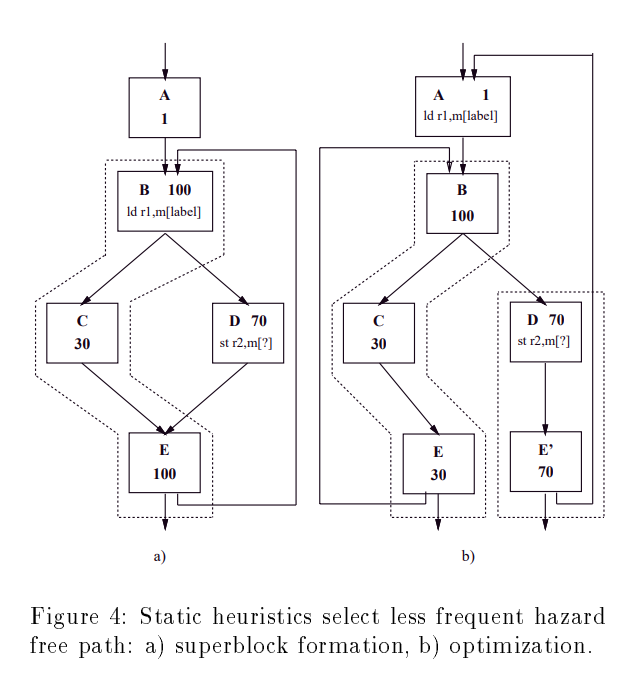 A
1
B 100
ld r1,m[label]
C
30
D 70
st r2,m[?]
E
100
a)
A 1
ld r1,m[label]
B
100
C
30
D 70
st r2,m[?]
E
30
E'
70
b)
Figure 4: Static heuristics select less frequent hazard
free path: a) superblock formation, b) optimization.